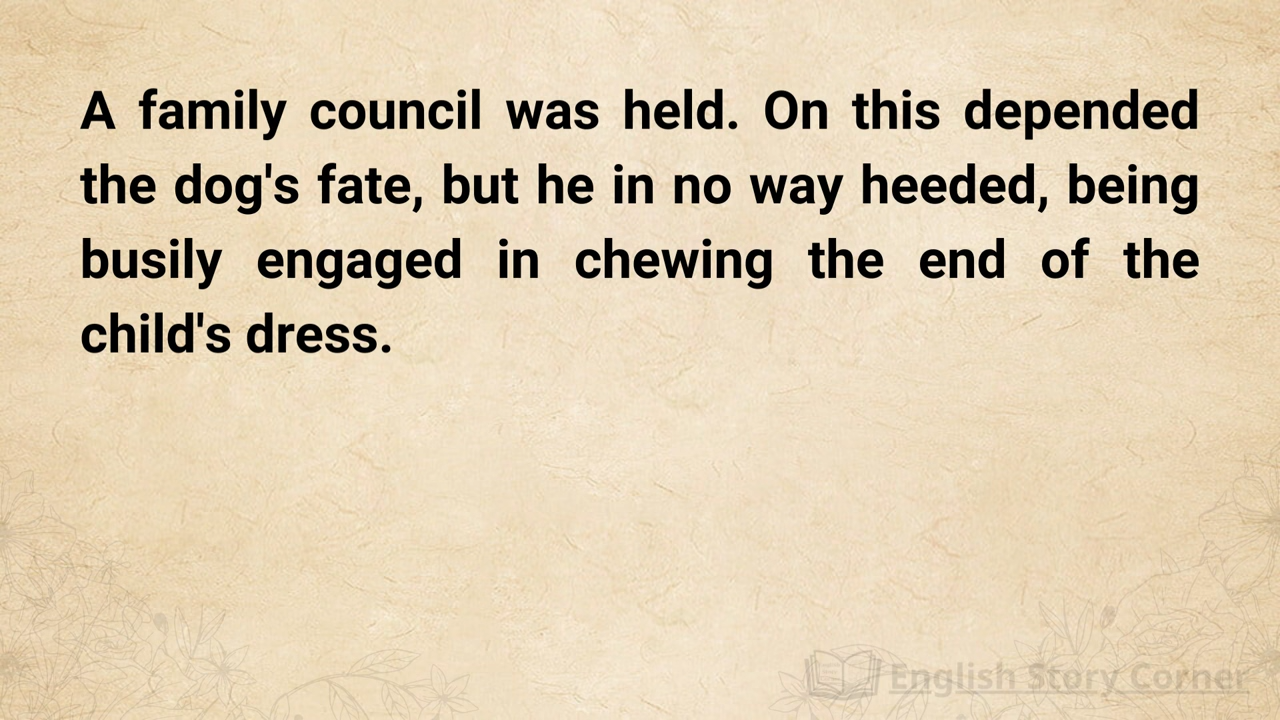 A family council was held. On this depended
the dog's fate, but he in no way heeded, being
busily engaged in chewing the end of the
child's dress.
English Story Corner